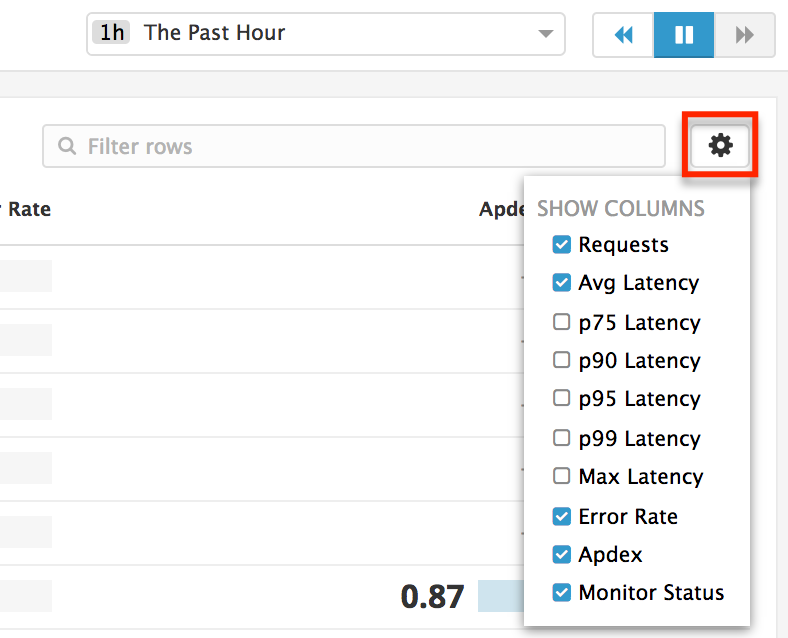 1h The Past Hour
Filter rows
Rate
SHOW COLUMNS
Requests
Avg Latency
p75 Latency
p90 Latency
p95 Latency
p99 Latency
Max Latency
Error Rate
Apdex
Monitor Status
0.87